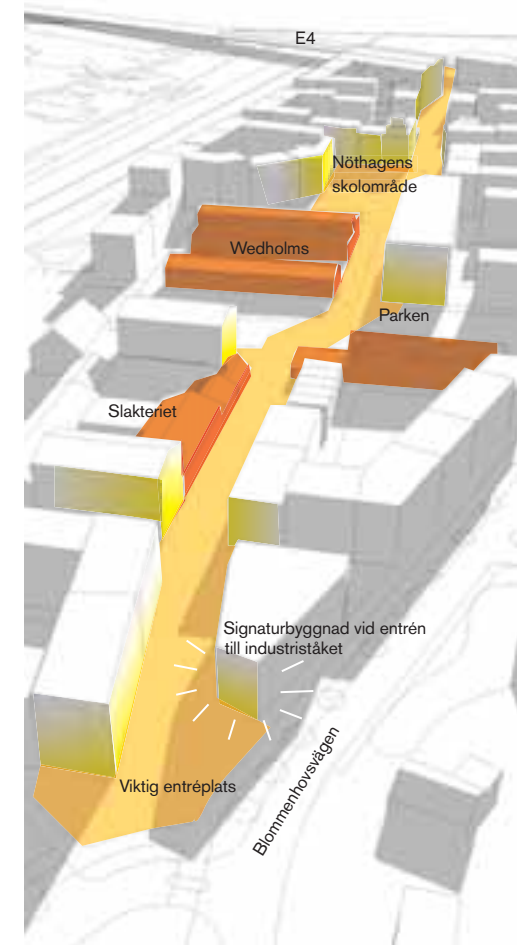 E4
Nöthagens
skolområde
Wedholms
Parken
Slakteriet
Signaturbyggnad vid entrén
till industriståket
Viktig entréplats
Blommenhovsvägen